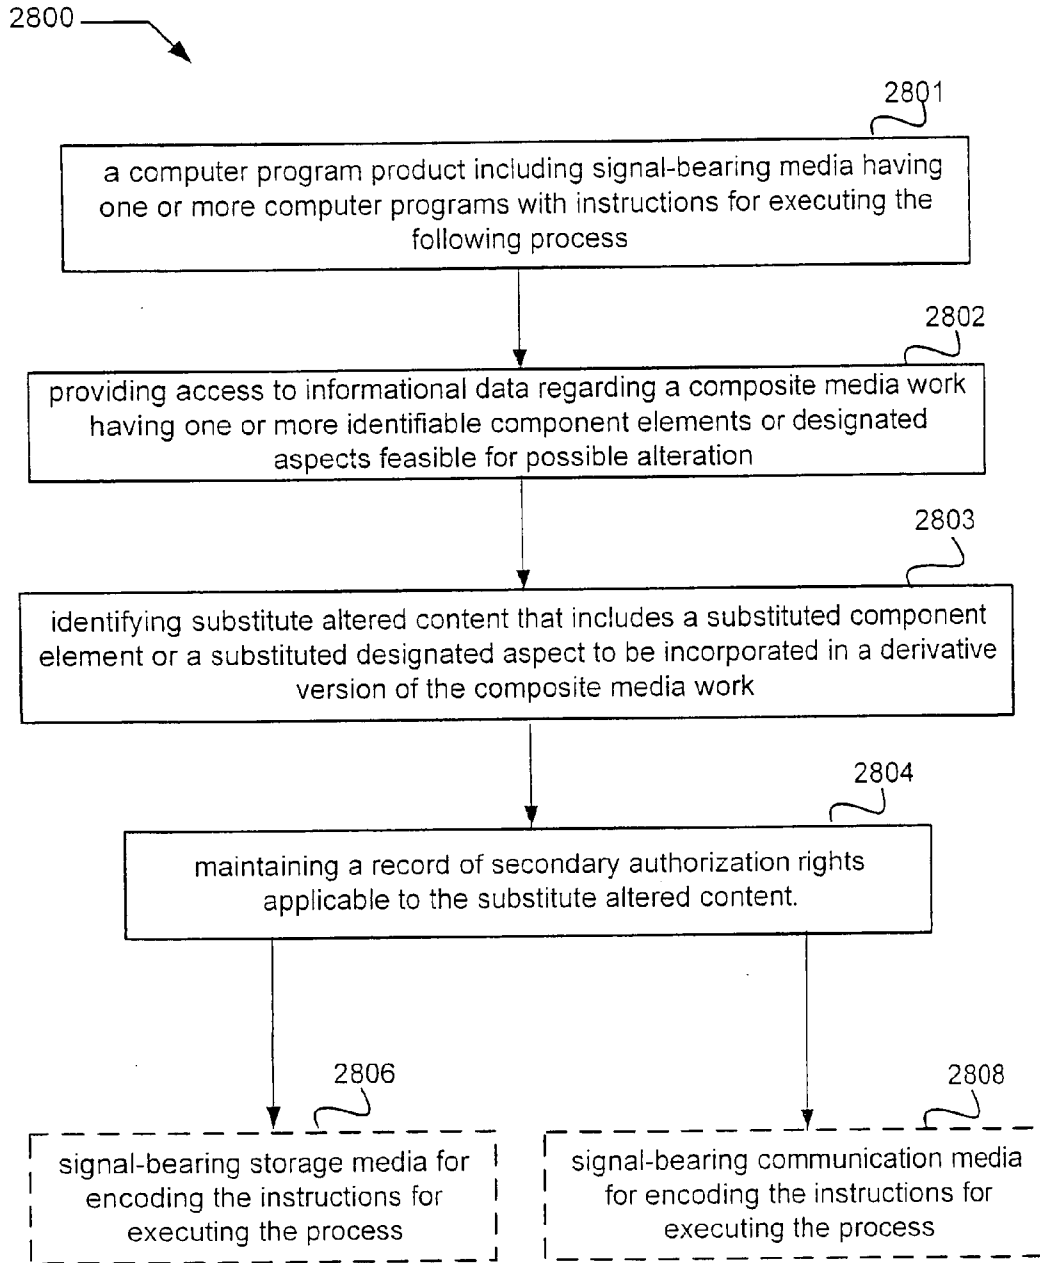 2800
2801
a computer program product including signal-bearing media having
one or more computer programs with instructions for executing the
following process
2802
providing access to informational data regarding a composite media work
having one or more identifiable component elements or designated
aspects feasible for possible alteration
2803
identifying substitute altered content that includes a substituted component
element or a substituted designated aspect to be incorporated in a derivative
version of the composite media work
2804
maintaining a record of secondary authorization rights
applicable to the substitute altered content.
2806
signal-bearing storage media for
encoding the instructions for
executing the process
2808
signal-bearing communication media
for encoding the instructions for
executing the process